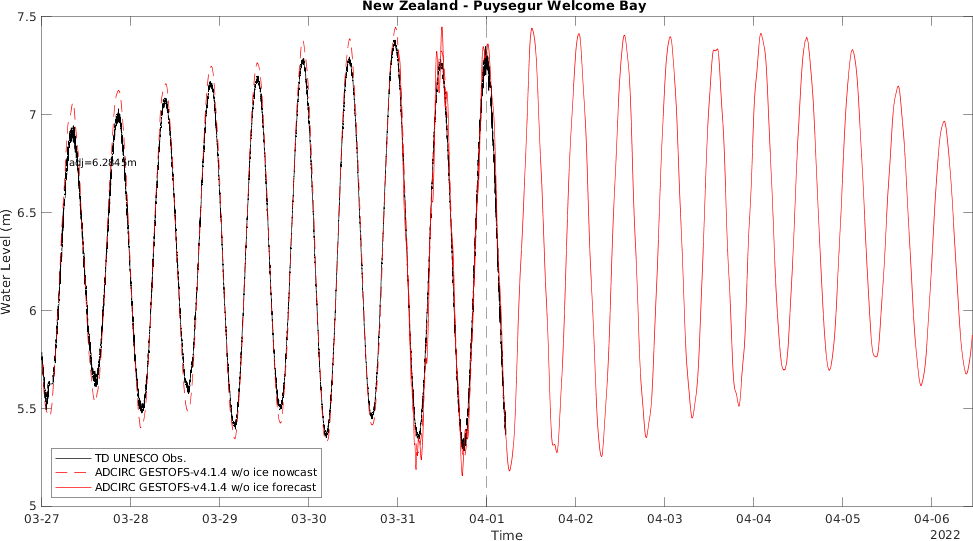 New Zealand - Puysegur Welcome Bay
7.5
7
6.5
6
5.5
5
Water Level (m)
adj=6.2845m
TD UNESCO Obs.
ADCIRC GESTOFS-v4.1.4 w/o ice nowcast
ADCIRC GESTOFS-v4.1.4 w/o ice forecast
03-27 03-28 03-29 03-30 03-31 04-01 04-02 04-03 04-04 04-05 04-06
Time 2022